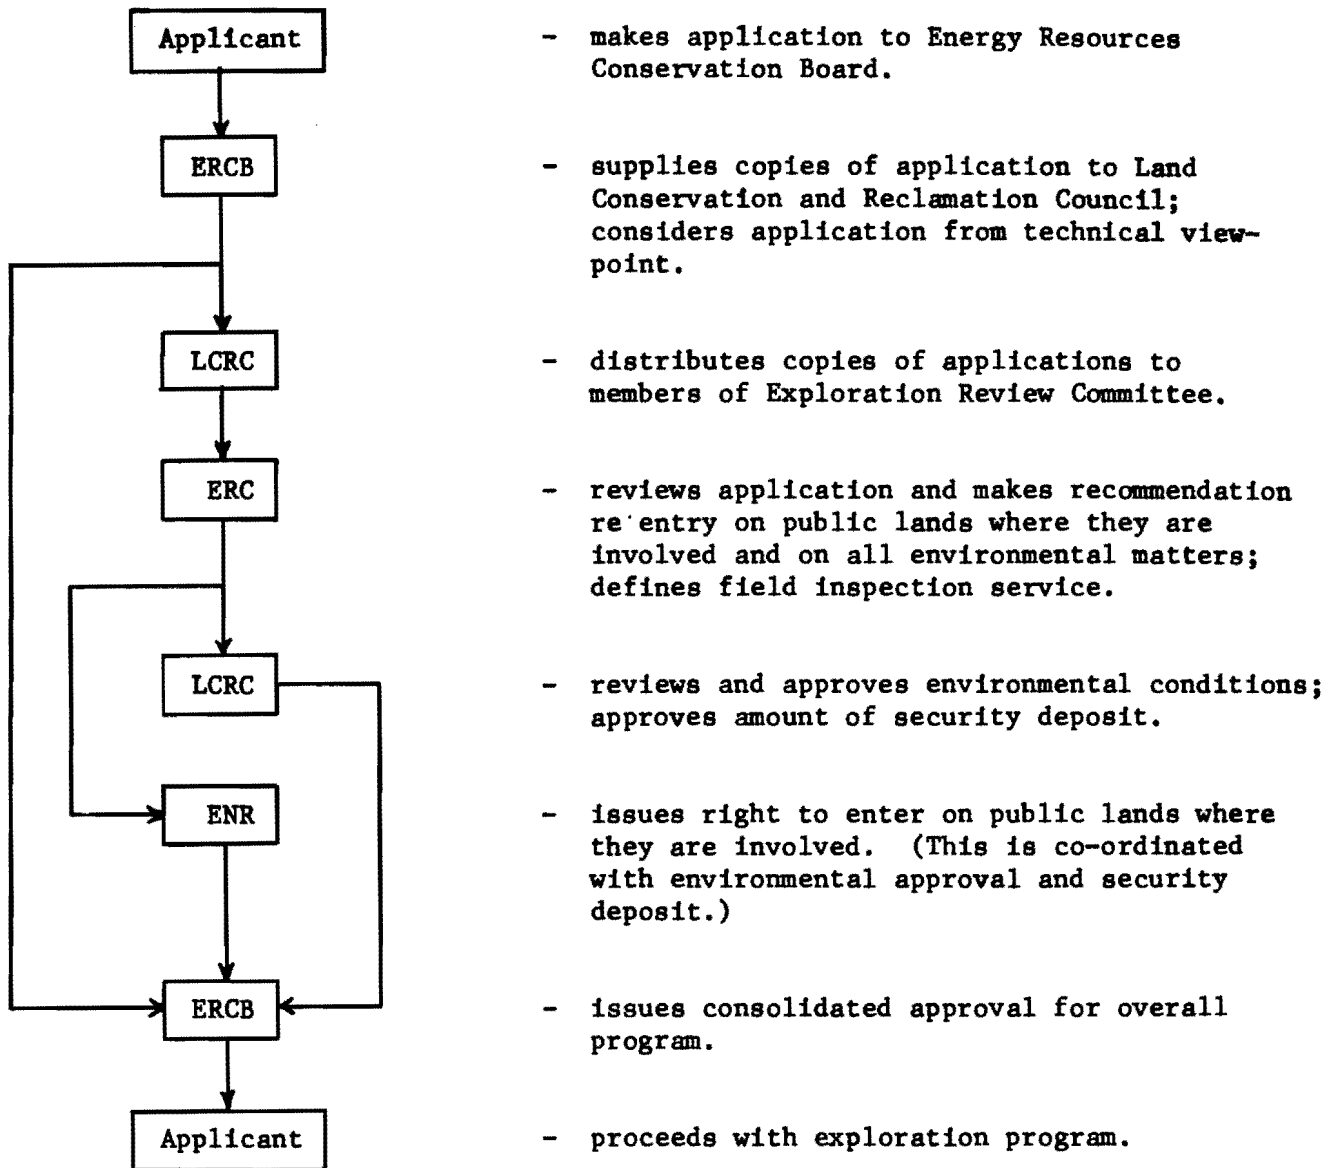 Applicant
- makes application to Energy Resources
Conservation Board.
ERCB
- supplies copies of application to Land
Conservation and Reclamation Council;
considers application from technical view-
point.
LCRC
- distributes copies of applications to
members of Exploration Review Committee.
ERC
- reviews application and makes recommendation
re entry on public lands where they are
involved and on all environmental matters;
defines field inspection service.
LCRC
- reviews and approves environmental conditions;
approves amount of security deposit.
ENR
- issues right to enter on public lands where
they are involved. (This is co-ordinated
with environmental approval and security
deposit.)
ERCB
- issues consolidated approval for overall
program.
Applicant
- proceeds with exploration program.